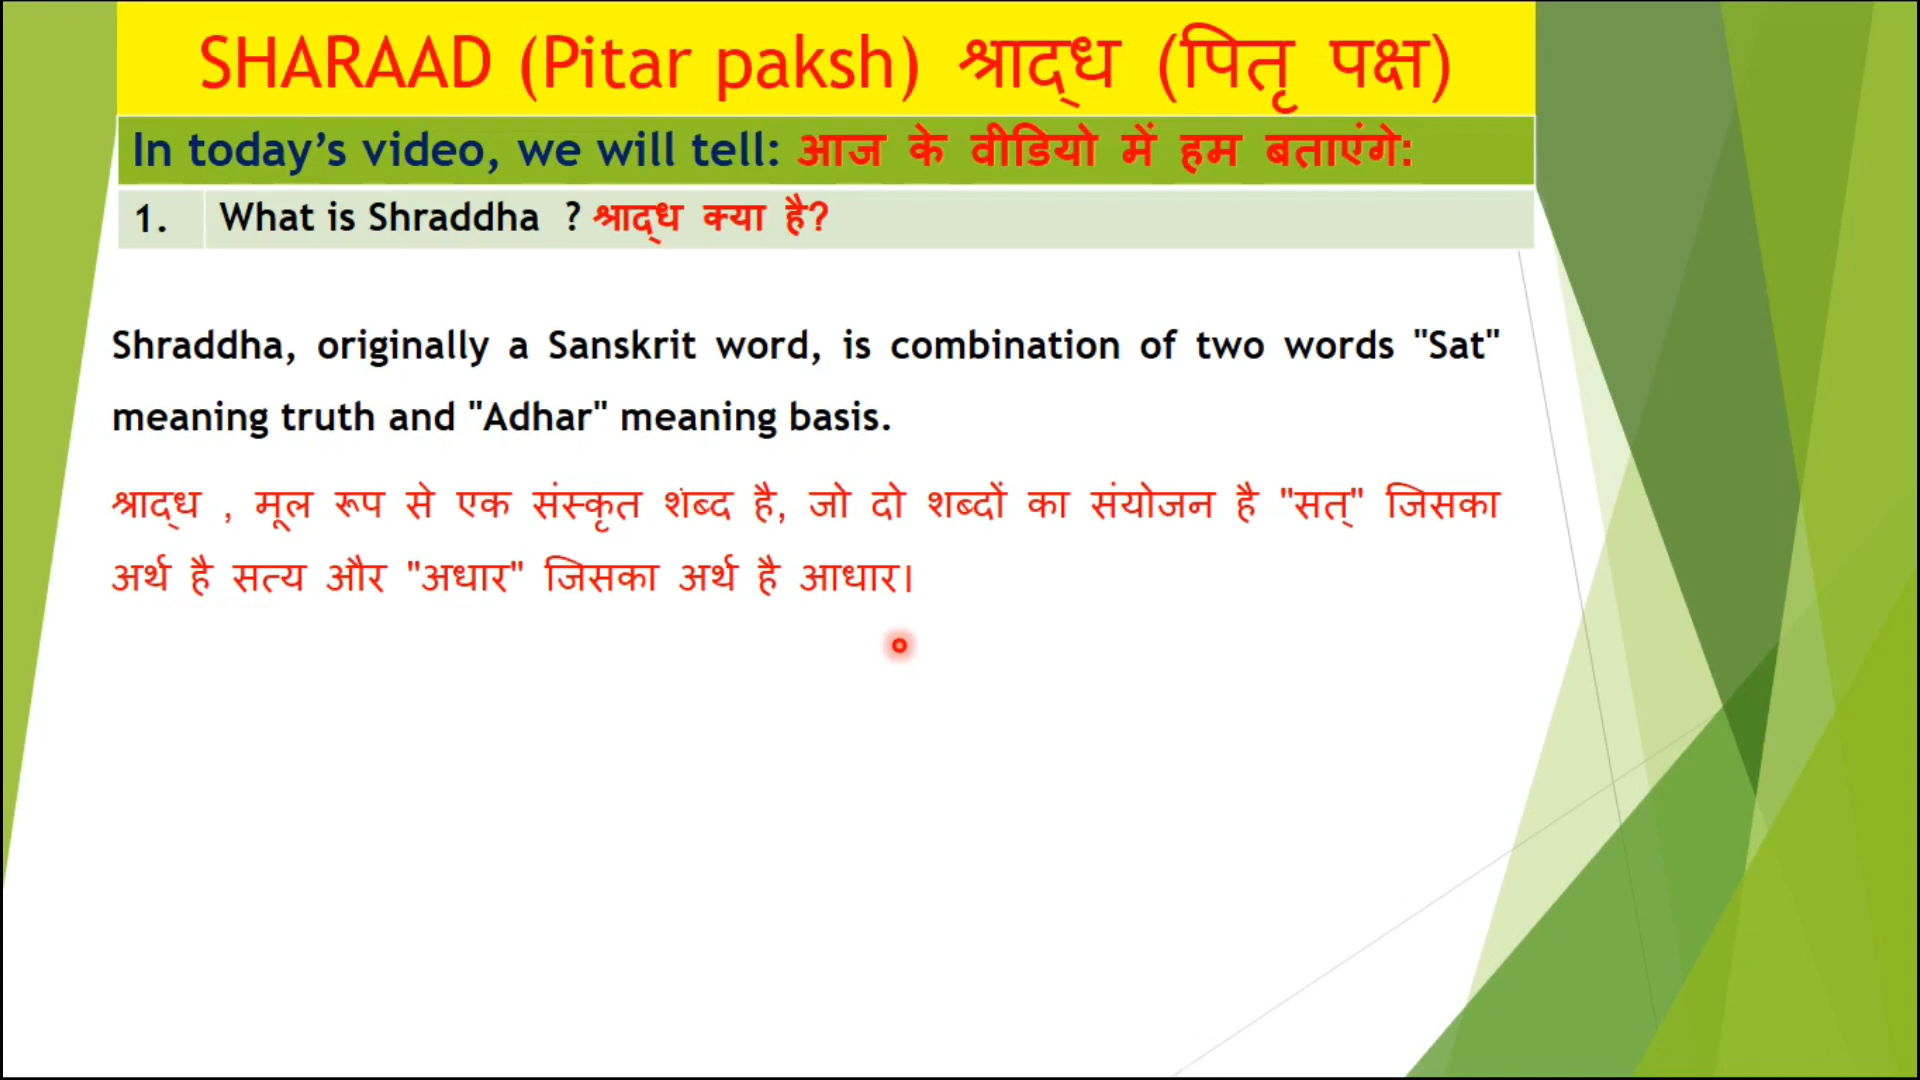 SHARAAD (Pitar paksh) श्राद्ध (पितृ पक्ष)
In today’s video, we will tell: आज के वीडियो में हम बताएंगे:
1. What is Shraddha ? श्राद्ध क्या है?
Shraddha, originally a Sanskrit word, is combination of two words "Sat"
meaning truth and "Adhar" meaning basis.
श्राद्ध , मूल रूप से एक संस्कृत शंब्द है, जो दो शब्दों का संयोजन है "सत्" जिसका
अर्थ है सत्य और "अधार" जिसका अर्थ है आधार।